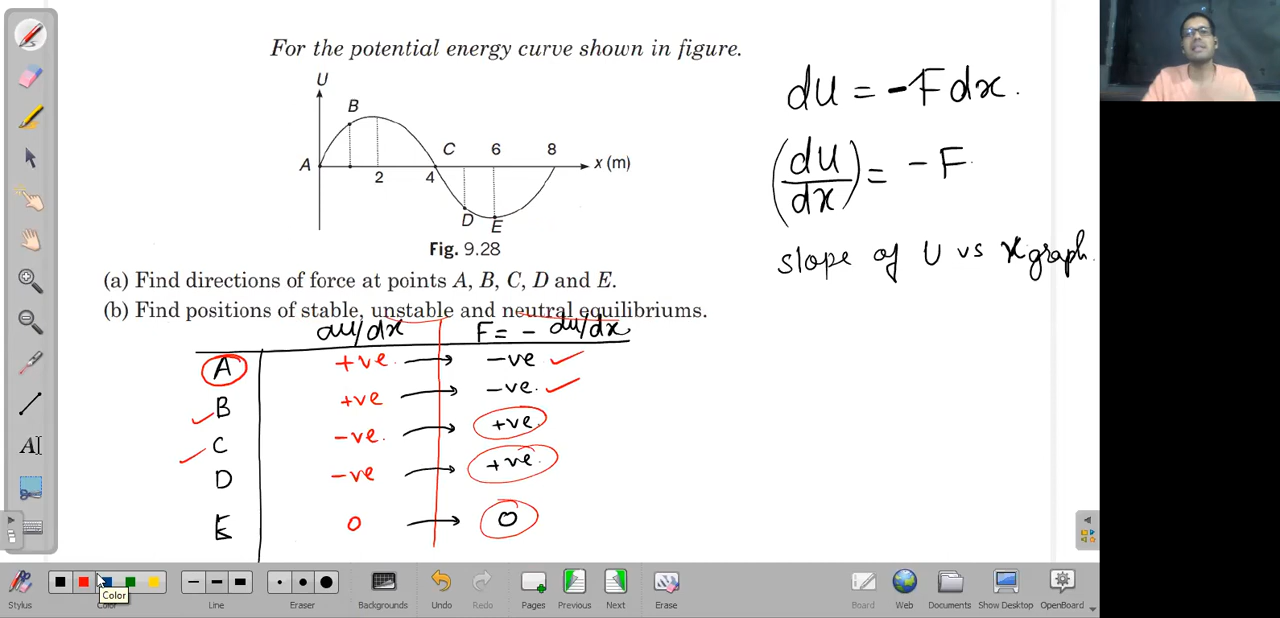 For the potential energy curve shown in figure.
U
B
A
C
6
8
x (m)
2
4
D
E
Fig. 9.28
(a) Find directions of force at points A, B, C, D and E.
(b) Find positions of stable, unstable and neutral equilibriums.
du = -Fdx.
(du/dx) = -F
slope of U vs x graph.
du/dx F = - du/dx
A +ve → -ve ✓
B +ve → -ve. ✓
C -ve. → +ve.
D -ve → +ve.
E 0 → 0
AI
Color
Stylus
Color
Line
Eraser
Backgrounds
Undo
Redo
Pages
Previous
Next
Erase
Board
Web
Documents
Show Desktop
OpenBoard